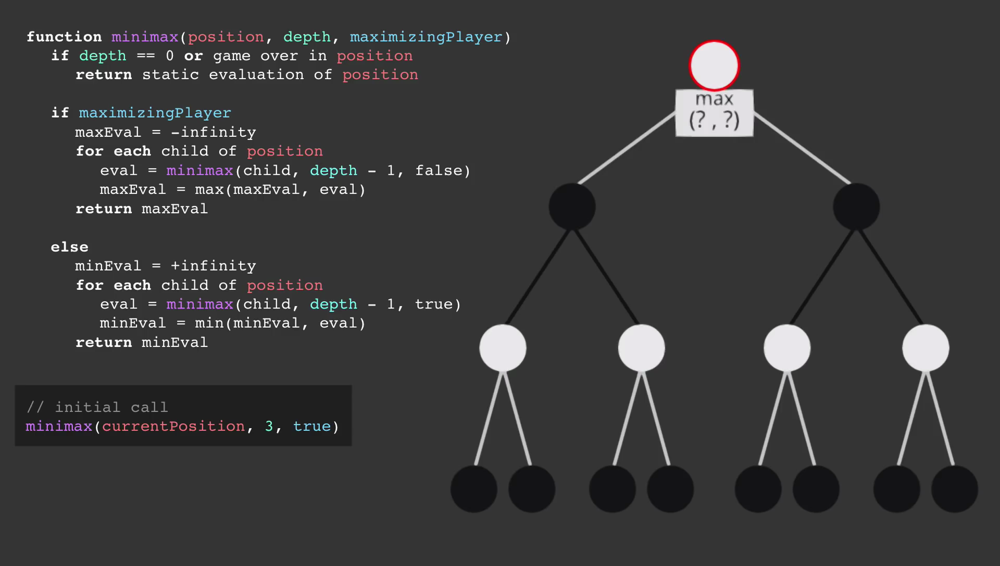 function minimax(position, depth, maximizingPlayer)
if depth == 0 or game over in position
return static evaluation of position
if maximizingPlayer
maxEval = -infinity
for each child of position
eval = minimax(child, depth - 1, false)
maxEval = max(maxEval, eval)
return maxEval
else
minEval = +infinity
for each child of position
eval = minimax(child, depth - 1, true)
minEval = min(minEval, eval)
return minEval
// initial call
minimax(currentPosition, 3, true)
max
(? , ?)